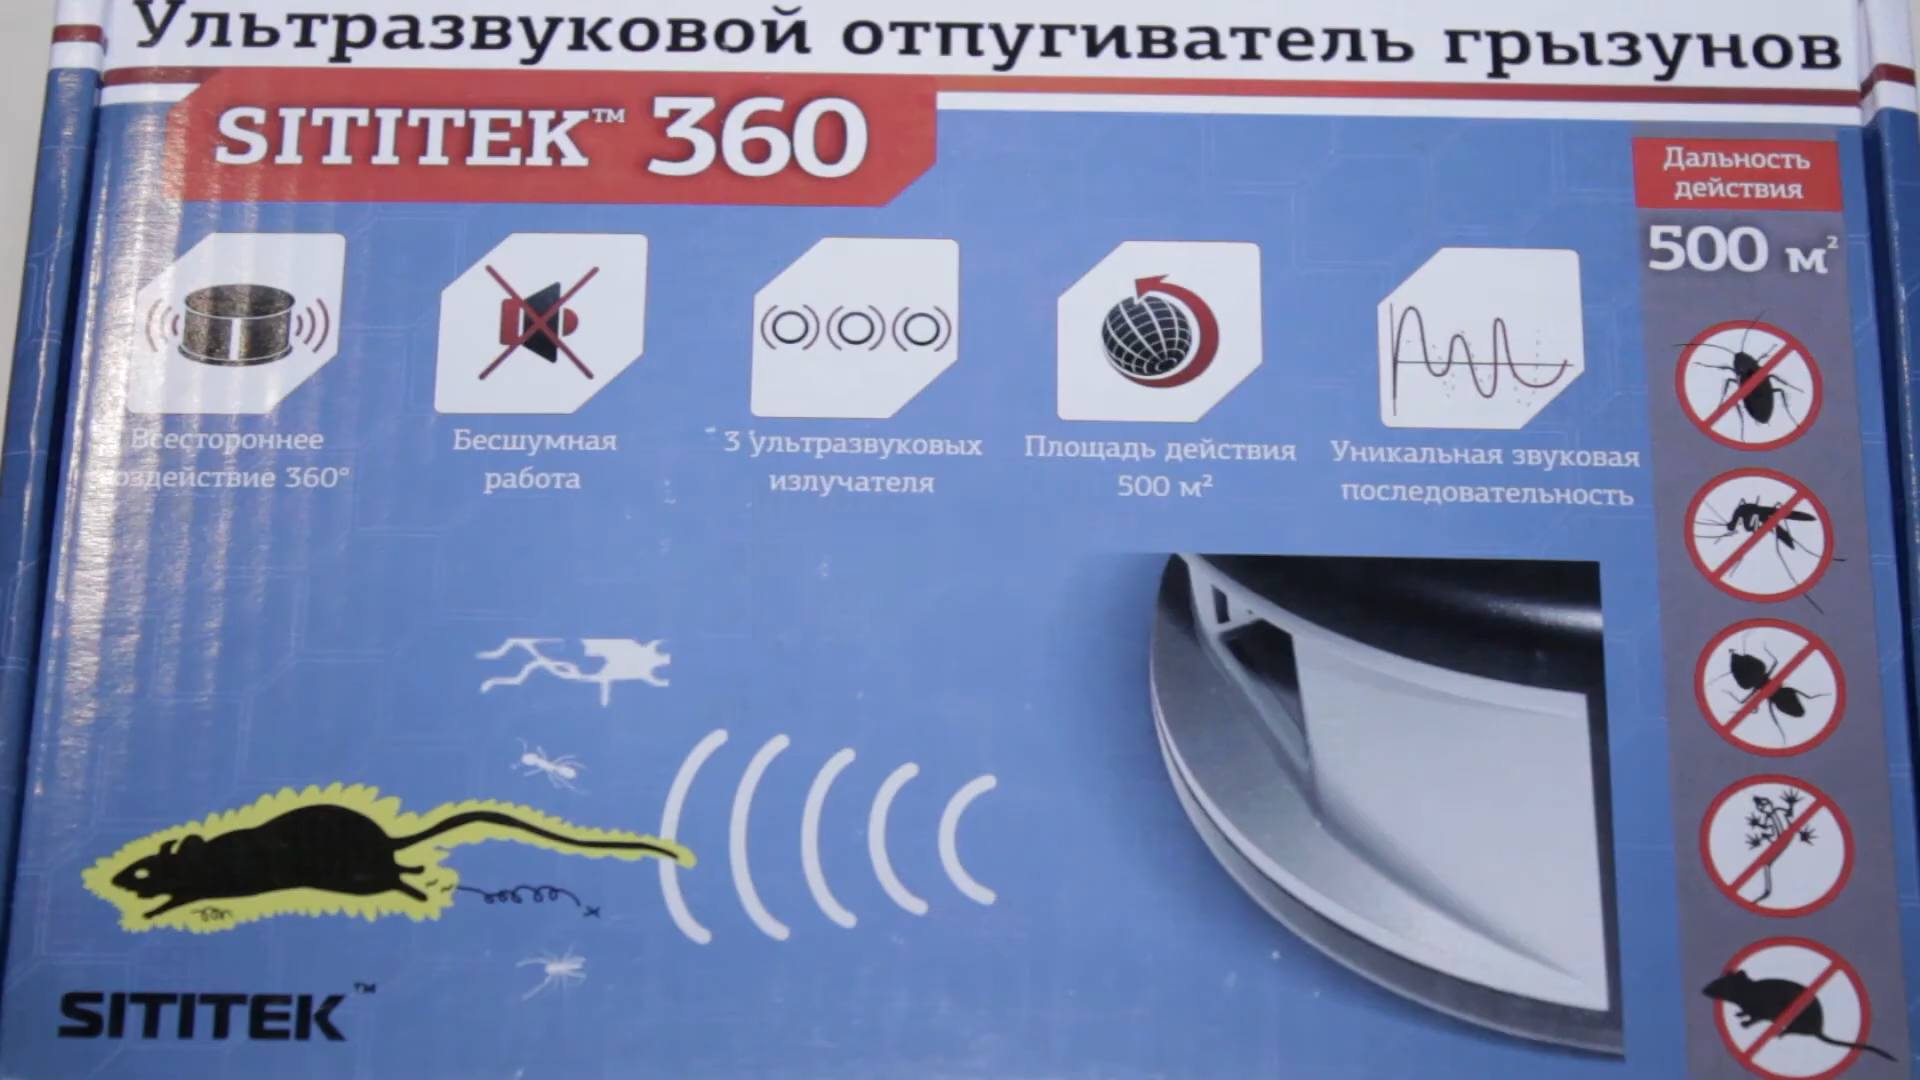 Ультразвуковой отпугиватель грызунов
SITITEK™ 360
Дальность
действия
500 м²
Всестороннее
оздействие 360°
Бесшумная
работа
3 ультразвуковых
излучателя
Площадь действия
500 м²
Уникальная звуковая
последовательность
SITITEK™